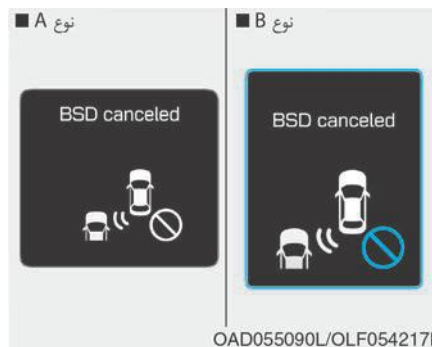 ■ A نوع
■ B نوع
BSD canceled
BSD canceled
OAD055090L/OLF054217